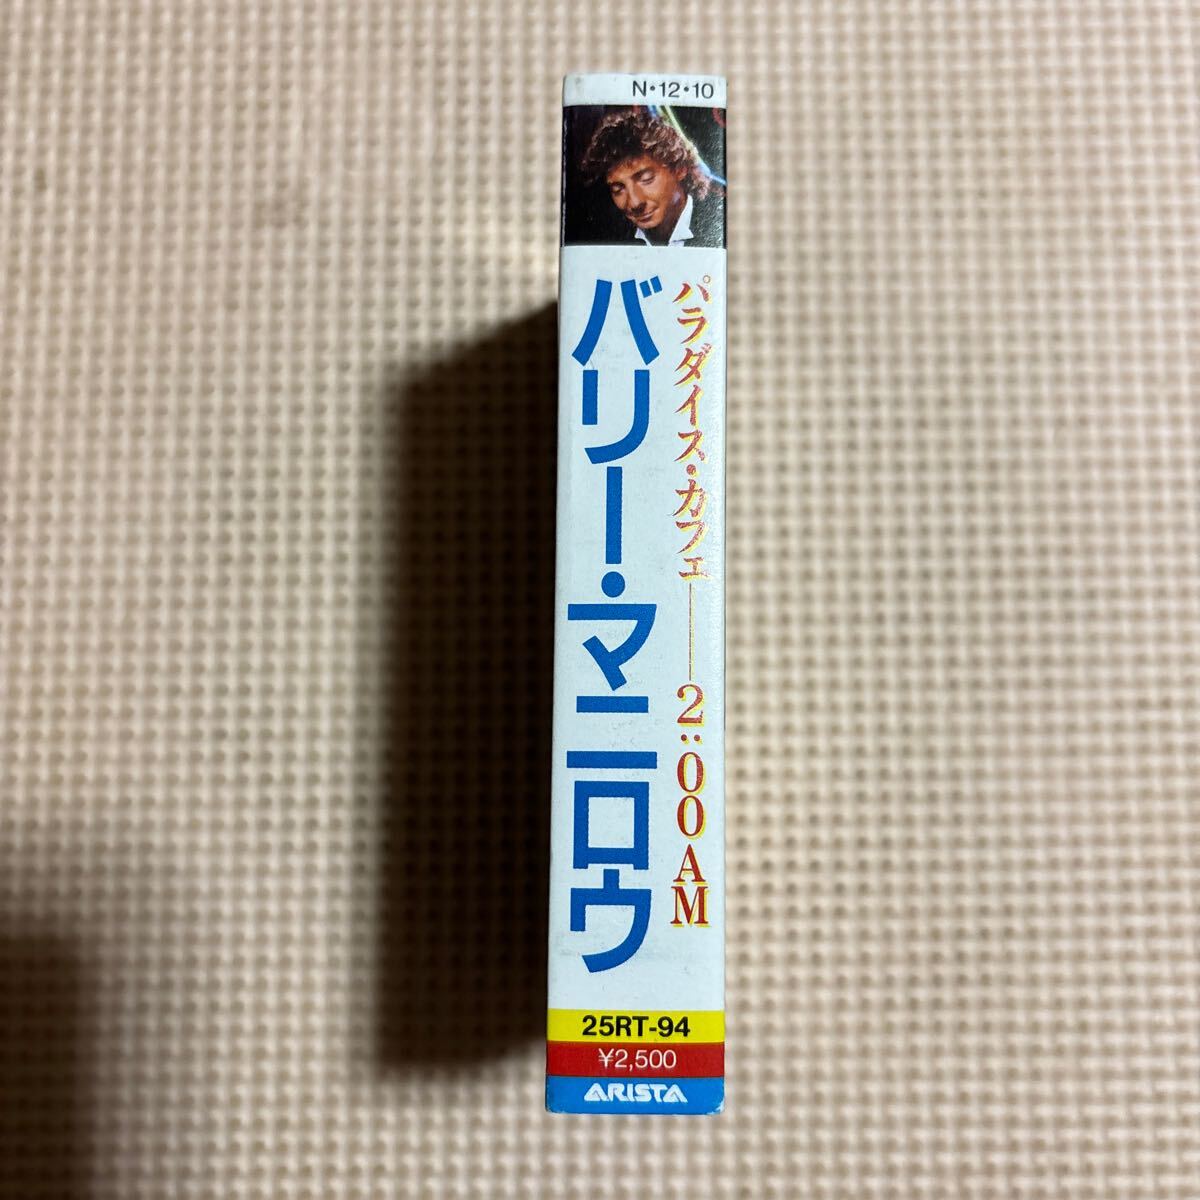 N・12・10
パラダイス・カフェ――2:00AM
バリー・マニロウ
25RT-94
¥2,500
ARISTA